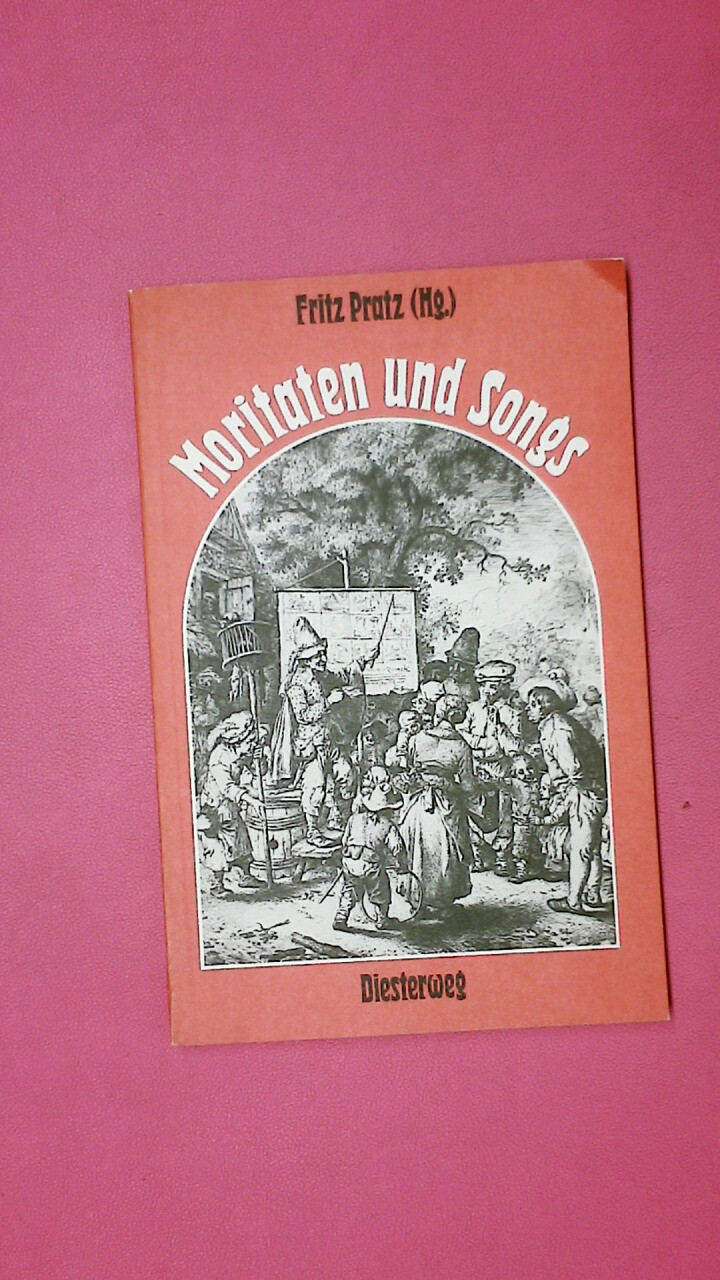 Fritz Pratz (Hg.)
Moritaten und Songs
Diesterweg